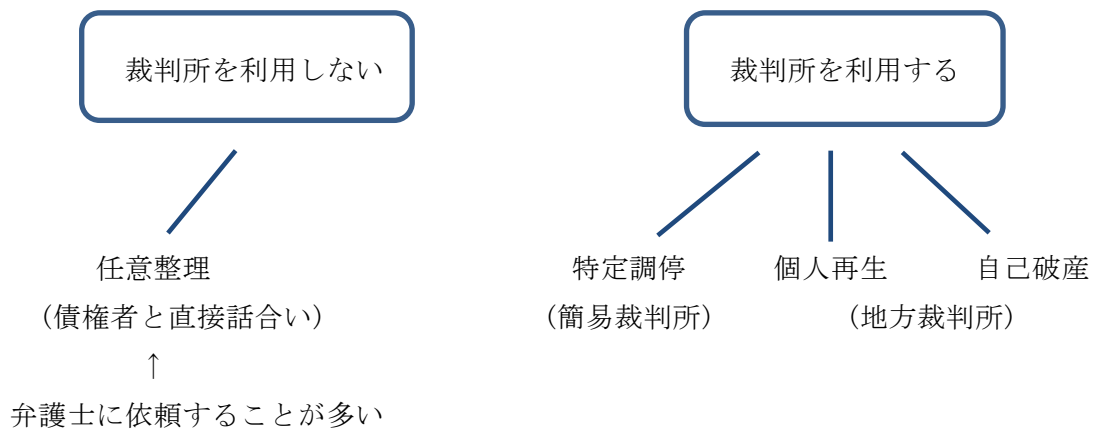 裁判所を利用しない
裁判所を利用する
任意整理
特定調停
個人再生
自己破産
（債権者と直接話合い）
（簡易裁判所）
（地方裁判所）
↑
弁護士に依頼することが多い